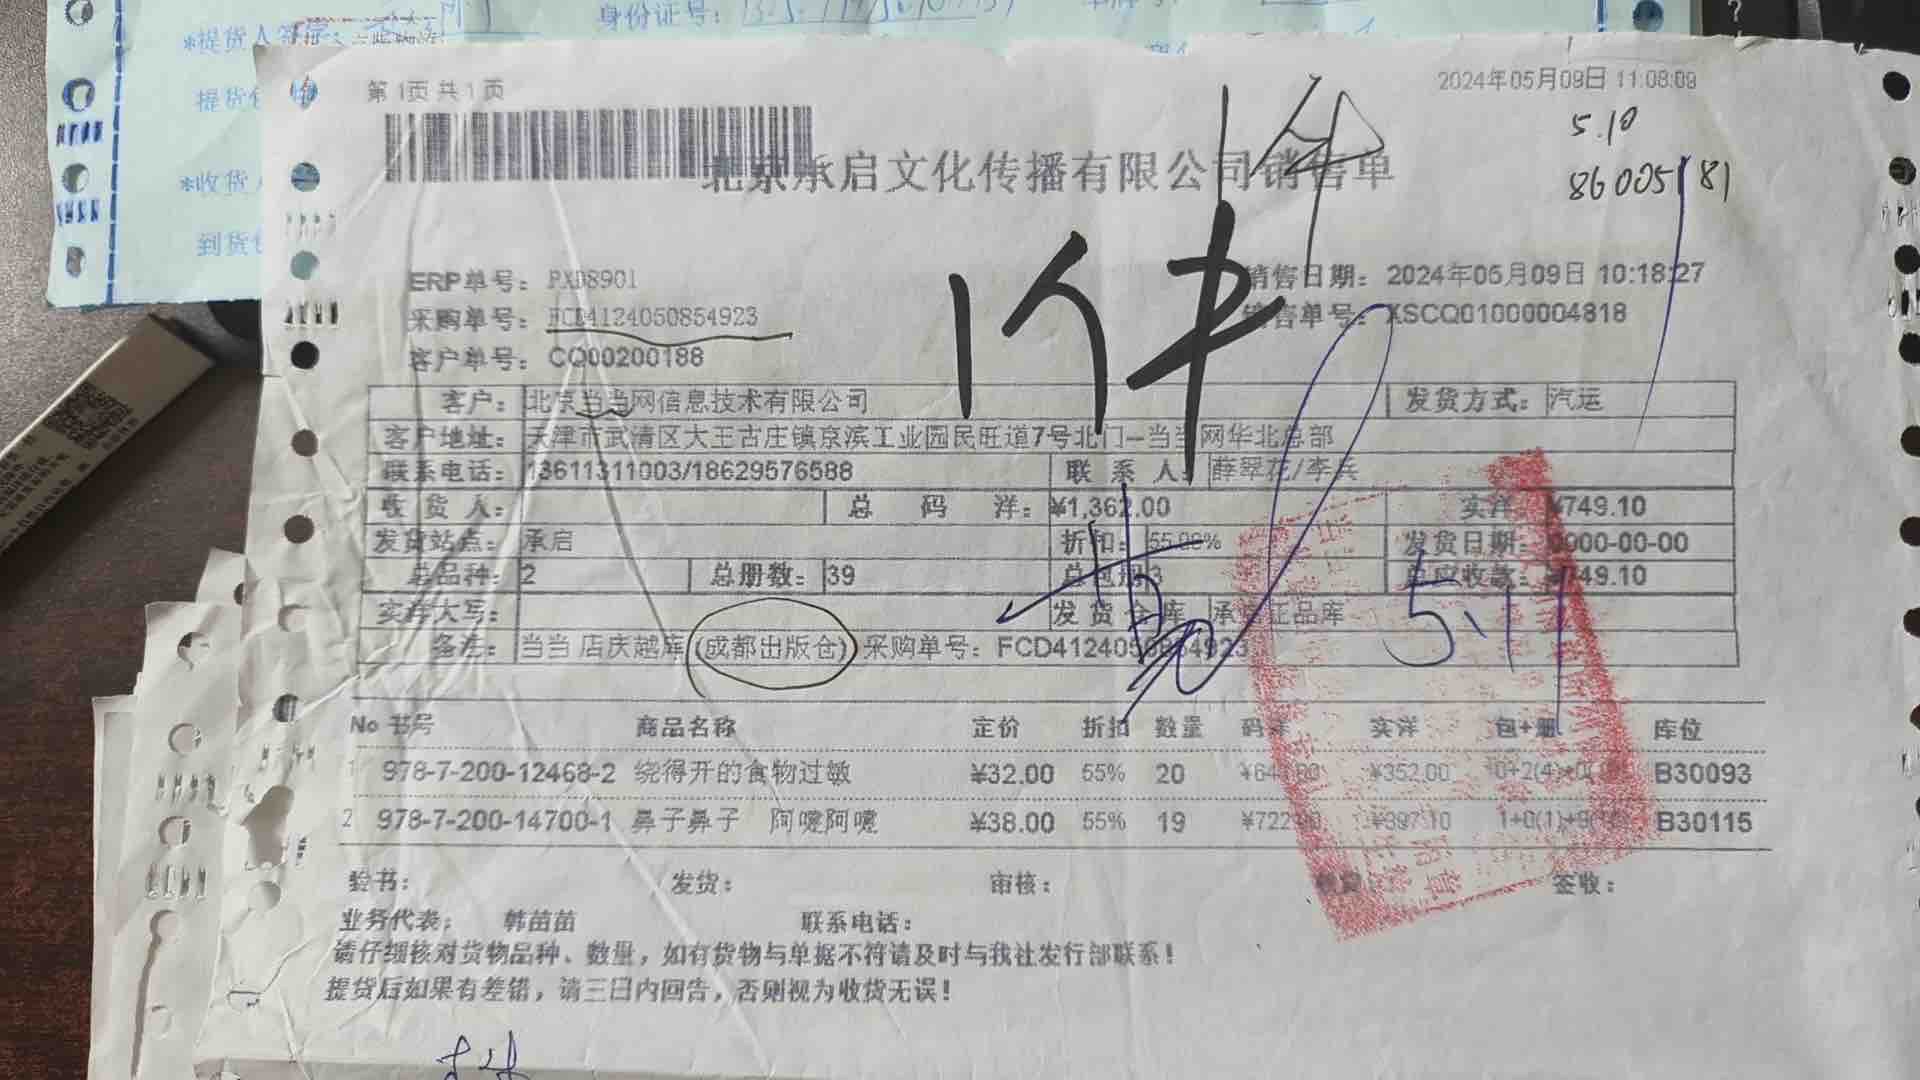 *提货人签字： 身份证号：
*收货
到货
第 1页 共 1 页
2024年05月09日 11:08:09
5.10
86005181
北京承启文化传播有限公司销售单
1件
1件
ERP单号： PXD8901
销售日期： 2024年05月09日 10:18:27
采购单号： FCD4124050854923
销售单号： XSCQ01000004818
客户单号： CQ00200188
客户： 北京当当网信息技术有限公司 发货方式： 汽运
客户地址： 天津市武清区大王古庄镇京滨工业园民旺道7号北门--当当网华北总部
联系电话： 13611311003/18629576588 联 系 人： 薛翠花/李兵
收 货 人： 总 码 洋： ¥1,362.00 实洋： ¥749.10
发货站点： 承启 折扣： 55.00% 发货日期： 0000-00-00
总品种： 2 总册数： 39 总包册 3 总应收款： ¥749.10
实洋大写： 发 货 仓 库 承启正品库
5.11
备注： 当当 店庆越库 (成都出版仓) 采购单号： FCD4124050854923
No 书号 商品名称 定价 折扣 数量 码洋 实洋 包+册 库位
1 978-7-200-12468-2 绕得开的食物过敏 ¥32.00 55% 20 ¥352.00 B30093
2 978-7-200-14700-1 鼻子鼻子 阿嚏阿嚏 ¥38.00 55% 19 ¥397.10 B30115
验书： 发货： 审核： 签收：
业务代表： 韩苗苗 联系电话：
请仔细核对货物品种、数量，如有货物与单据不符请及时与我社发行部联系！
提货后如果有差错，请三日内回告，否则视为收货无误！